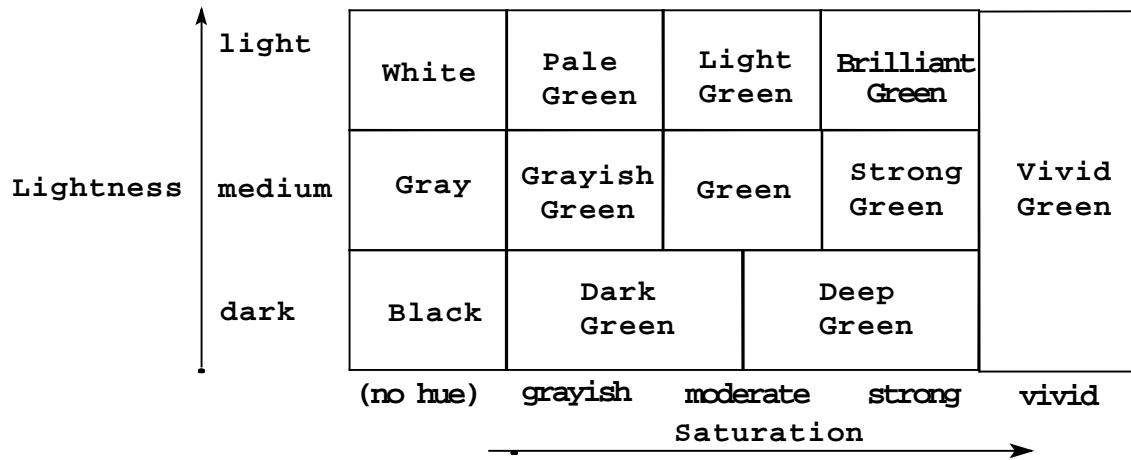 light
White
Pale
Green
Light
Green
Brilliant
Green
Lightness
medium
Gray
Grayish
Green
Green
Strong
Green
Vivid
Green
dark
Black
Dark
Green
Deep
Green
(no hue)
grayish
moderate
strong
vivid
Saturation